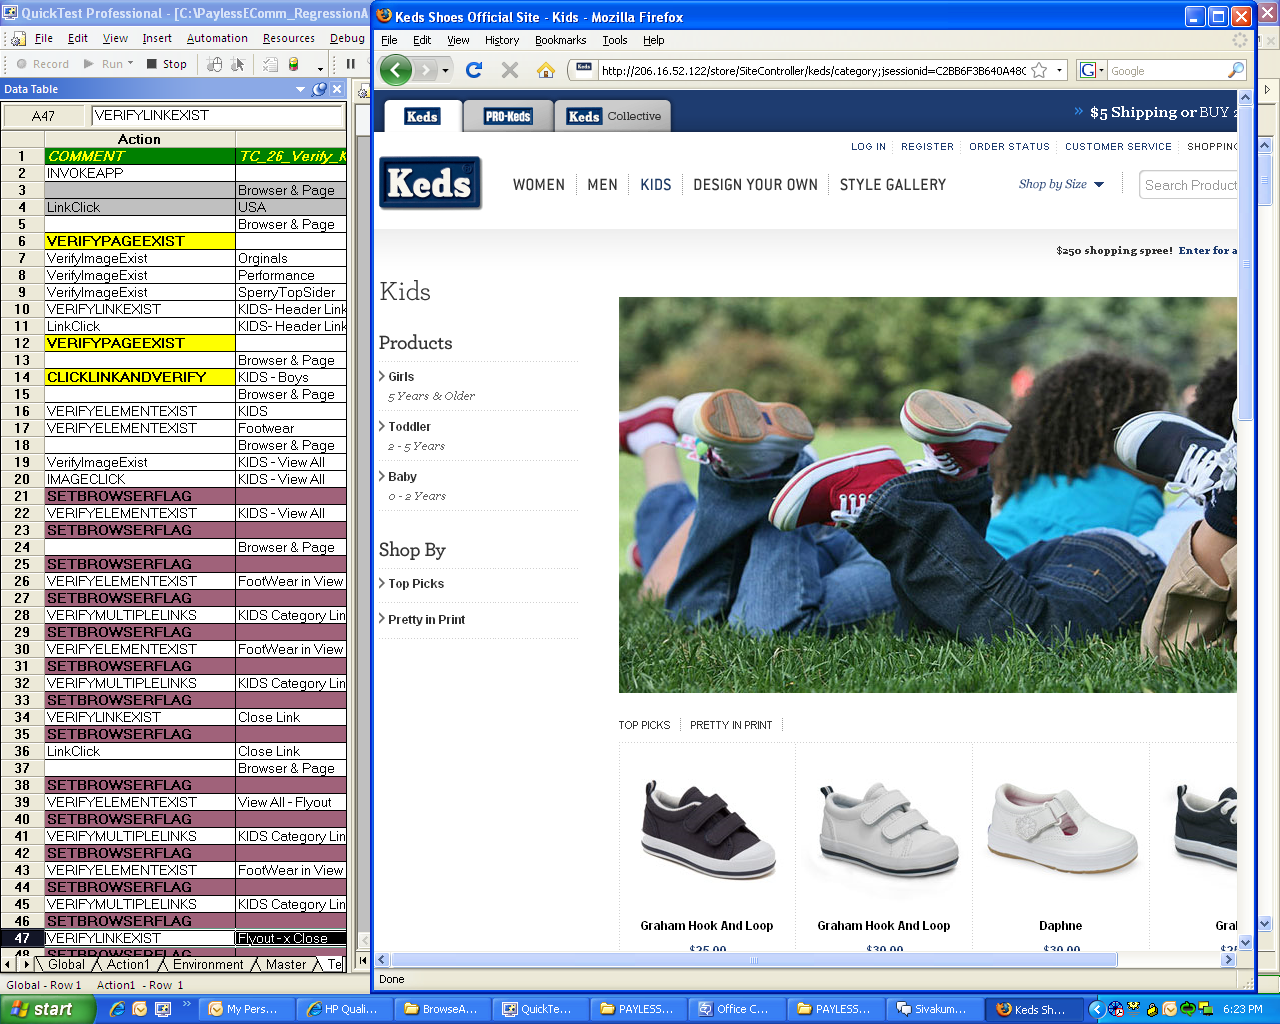 QuickTest Professional - [C:\PaylessEComm_RegressionA
File Edit View Insert Automation Resources Debug
Record Run Stop
Data Table
A47 VERIFYLINKEXIST
Action
1 COMMENT TC_26_Verify_K
2 INVOKEAPP
3 Browser & Page
4 LinkClick USA
5 Browser & Page
6 VERIFYPAGEEXIST
7 VerifyImageExist Orginals
8 VerifyImageExist Performance
9 VerifyImageExist SperryTopSider
10 VERIFYLINKEXIST KIDS- Header Link
11 LinkClick KIDS- Header Link
12 VERIFYPAGEEXIST
13 Browser & Page
14 CLICKLINKANDVERIFY KIDS - Boys
15 Browser & Page
16 VERIFYELEMENTEXIST KIDS
17 VERIFYELEMENTEXIST Footwear
18 Browser & Page
19 VerifyImageExist KIDS - View All
20 IMAGECLICK KIDS - View All
21 SETBROWSERFLAG
22 VERIFYELEMENTEXIST KIDS - View All
23 SETBROWSERFLAG
24 Browser & Page
25 SETBROWSERFLAG
26 VERIFYELEMENTEXIST FootWear in View
27 SETBROWSERFLAG
28 VERIFYMULTIPLELINKS KIDS Category Lin
29 SETBROWSERFLAG
30 VERIFYELEMENTEXIST FootWear in View
31 SETBROWSERFLAG
32 VERIFYMULTIPLELINKS KIDS Category Lin
33 SETBROWSERFLAG
34 VERIFYLINKEXIST Close Link
35 SETBROWSERFLAG
36 LinkClick Close Link
37 Browser & Page
38 SETBROWSERFLAG
39 VERIFYELEMENTEXIST View All - Flyout
40 SETBROWSERFLAG
41 VERIFYMULTIPLELINKS KIDS Category Lin
42 SETBROWSERFLAG
43 VERIFYELEMENTEXIST FootWear in View
44 SETBROWSERFLAG
45 VERIFYMULTIPLELINKS KIDS Category Lin
46 SETBROWSERFLAG
47 VERIFYLINKEXIST Flyout - x Close
48 SETBROWSERFLAG
Global Action1 Environment Master Te
Global - Row 1 Action1 - Row 1
Keds Shoes Official Site - Kids - Mozilla Firefox
File Edit View History Bookmarks Tools Help
Keds http://206.16.52.122/store/SiteController/keds/category;jsessionid=C2BB6F3B640A48C Google
Keds PRO-Keds Keds Collective » $5 Shipping or BUY 2
LOG IN REGISTER ORDER STATUS CUSTOMER SERVICE SHOPPING
Keds WOMEN MEN KIDS DESIGN YOUR OWN STYLE GALLERY Shop by Size Search Product
$250 shopping spree! Enter for a
Kids
Products
Girls
5 Years & Older
Toddler
2 - 5 Years
Baby
0 - 2 Years
Shop By
Top Picks
Pretty in Print
TOP PICKS PRETTY IN PRINT
Graham Hook And Loop Graham Hook And Loop Daphne Gral
$25.00 $30.00 $30.00
Done
start My Pers... HP Quali... BrowseA... QuickTe... PAYLESS... Office C... PAYLESS... Sivakum... Keds Sh... 6:23 PM